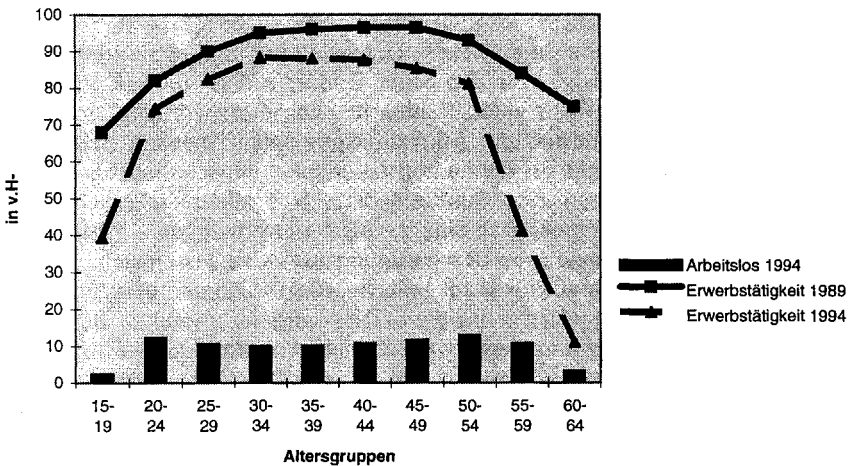 in v.H-
100
90
80
70
60
50
40
30
20
10
0
15- 20- 25- 30- 35- 40- 45- 50- 55- 60-
19 24 29 34 39 44 49 54 59 64
Altersgruppen
Arbeitslos 1994
Erwerbstätigkeit 1989
Erwerbstätigkeit 1994